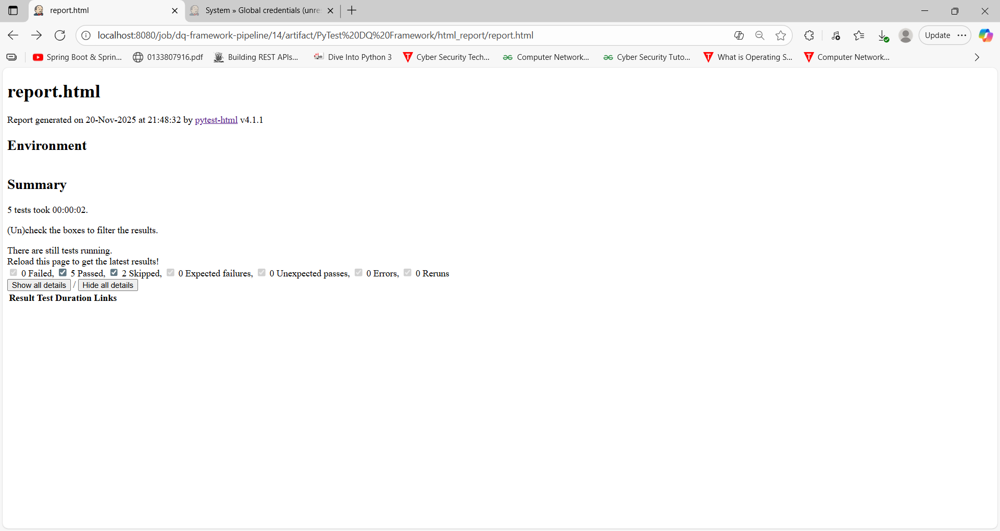 report.html
System » Global credentials (unre
localhost:8080/job/dq-framework-pipeline/14/artifact/PyTest%20DQ%20Framework/html_report/report.html
Update
Spring Boot & Sprin... 0133807916.pdf Building REST APIs... Dive Into Python 3 Cyber Security Tech... Computer Network... Cyber Security Tuto... What is Operating S... Computer Network...
report.html
Report generated on 20-Nov-2025 at 21:48:32 by pytest-html v4.1.1
Environment
Summary
5 tests took 00:00:02.
(Un)check the boxes to filter the results.
There are still tests running.
Reload this page to get the latest results!
0 Failed, 5 Passed, 2 Skipped, 0 Expected failures, 0 Unexpected passes, 0 Errors, 0 Reruns
Show all details / Hide all details
Result Test Duration Links